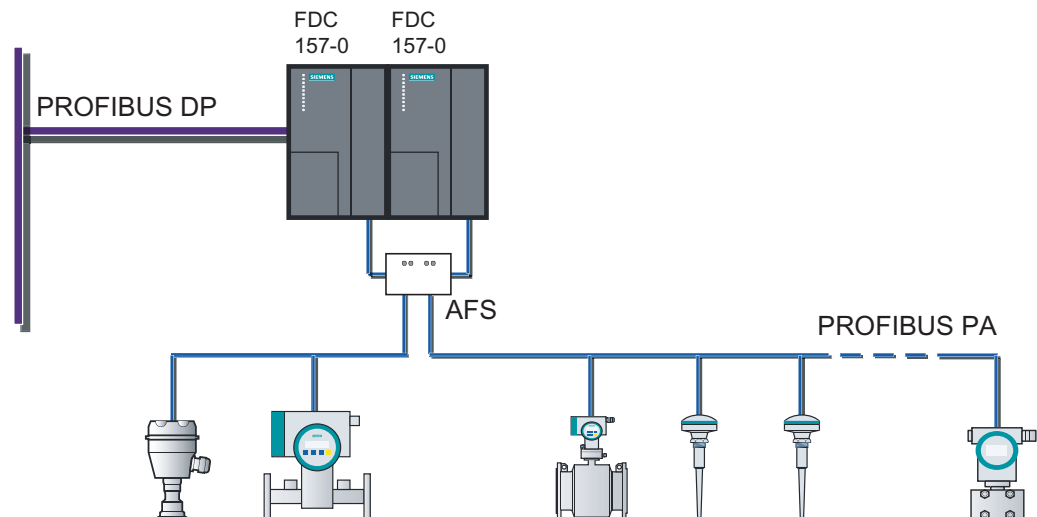 FDC FDC
157-0 157-0
SIEMENS SIEMENS
PROFIBUS DP
AFS
PROFIBUS PA